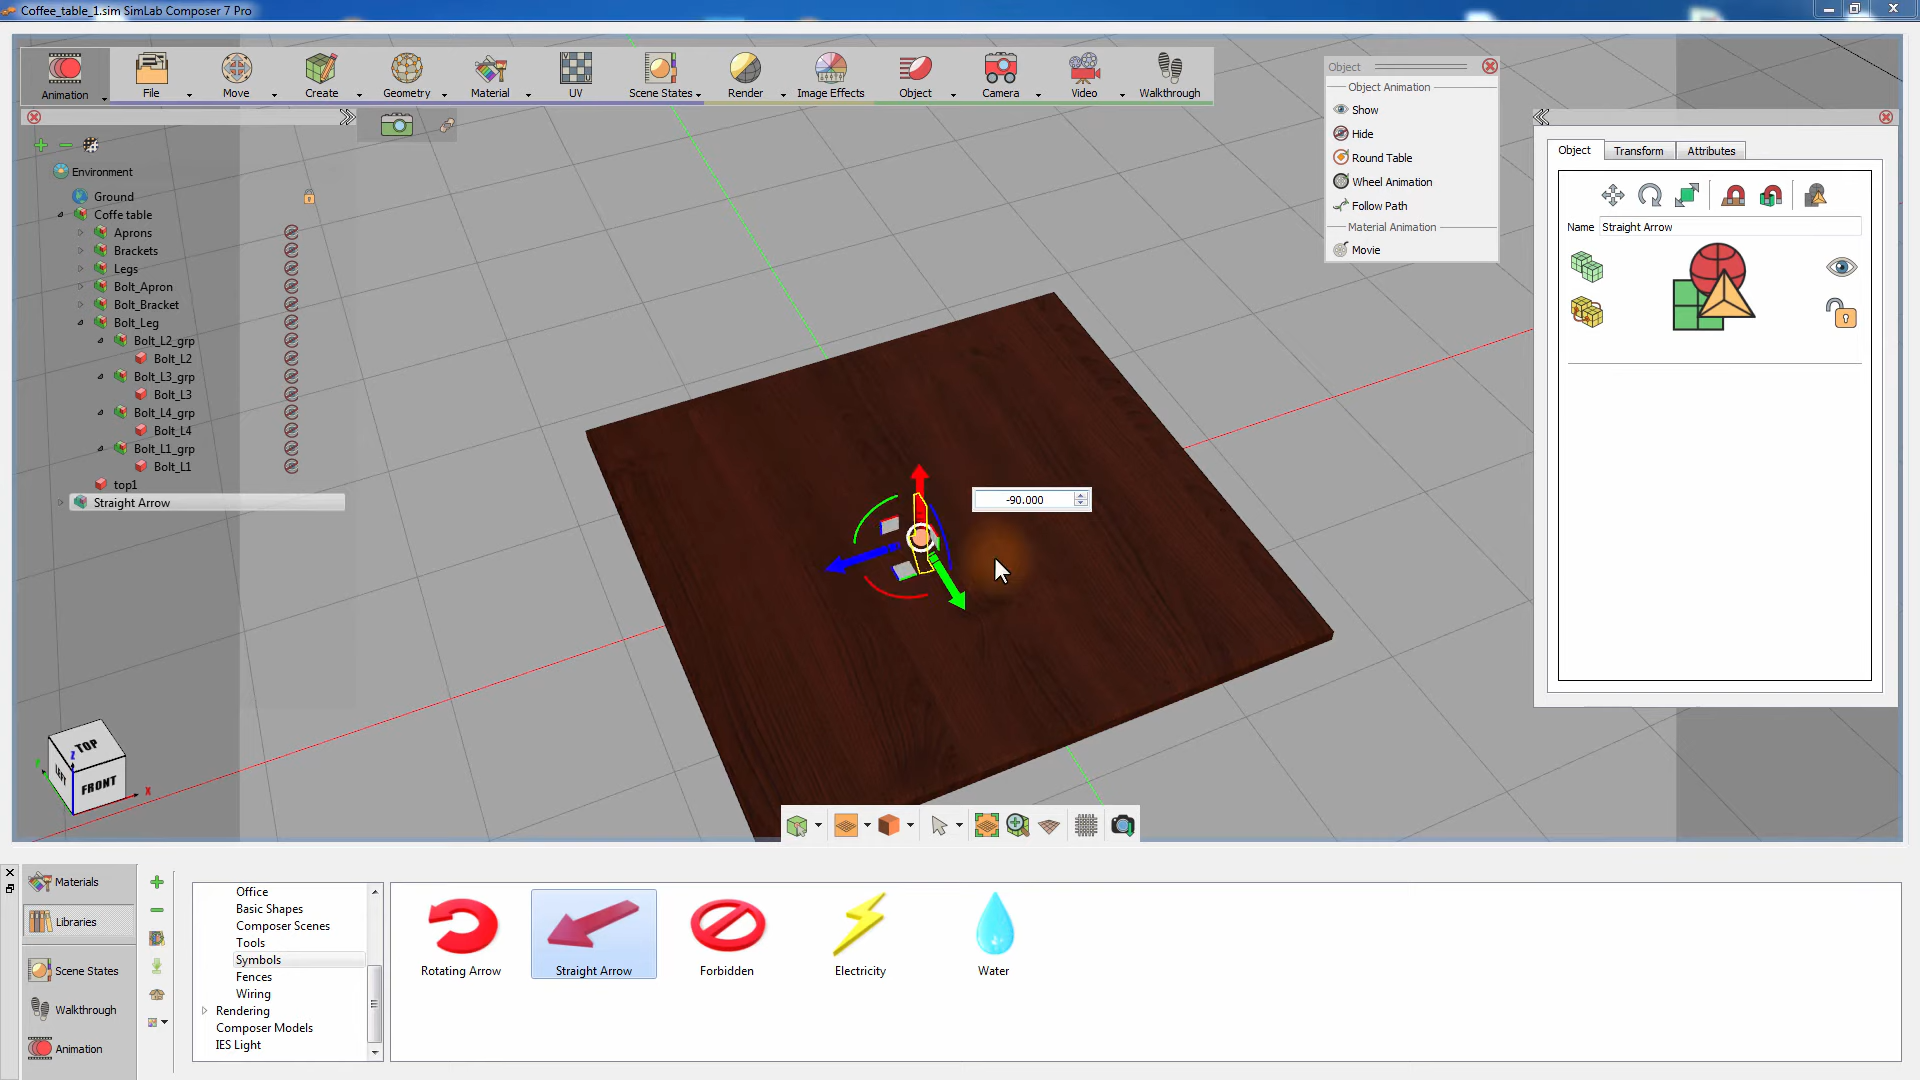 Coffee_table_1.sim SimLab Composer 7 Pro
Animation
File
Move
Create
Geometry
Material
UV
Scene States
Render
Image Effects
Object
Camera
Video
Walkthrough
Object
Object Animation
Show
Hide
Round Table
Wheel Animation
Follow Path
Material Animation
Movie
Environment
Ground
Coffe table
Aprons
Brackets
Legs
Bolt_Apron
Bolt_Bracket
Bolt_Leg
Bolt_L2_grp
Bolt_L2
Bolt_L3_grp
Bolt_L3
Bolt_L4_grp
Bolt_L4
Bolt_L1_grp
Bolt_L1
top1
Straight Arrow
Object Transform Attributes
Name Straight Arrow
-90.000
TOP
LEFT
FRONT
Z
X
Materials
Libraries
Scene States
Walkthrough
Animation
Office
Basic Shapes
Composer Scenes
Tools
Symbols
Fences
Wiring
Rendering
Composer Models
IES Light
Rotating Arrow
Straight Arrow
Forbidden
Electricity
Water